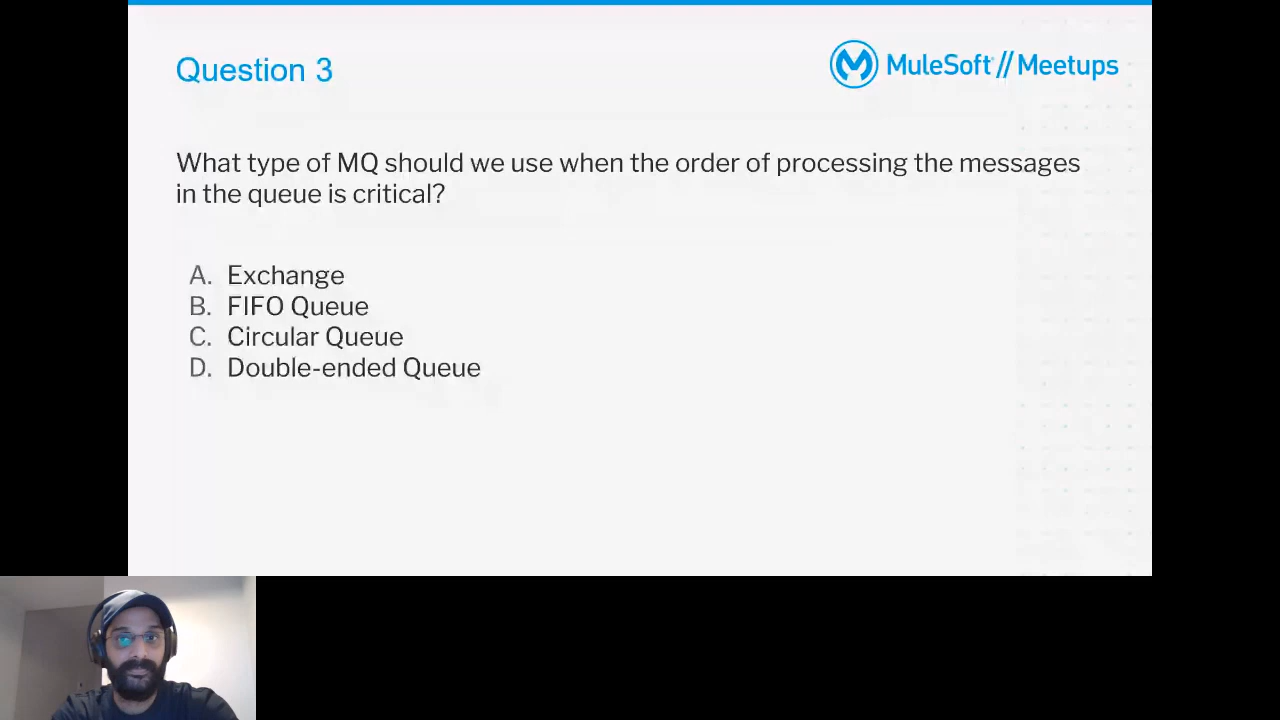 Question 3
MuleSoft // Meetups
What type of MQ should we use when the order of processing the messages
in the queue is critical?
A. Exchange
B. FIFO Queue
C. Circular Queue
D. Double-ended Queue